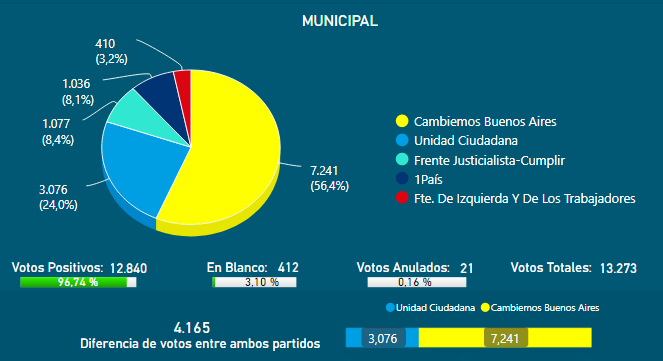 MUNICIPAL
410
(3,2%)
1.036
(8,1%)
1.077
(8,4%)
3.076
(24,0%)
7.241
(56,4%)
Cambiemos Buenos Aires
Unidad Ciudadana
Frente Justicialista-Cumplir
1País
Fte. De Izquierda Y De Los Trabajadores
Votos Positivos: 12.840
96,74 %
En Blanco: 412
3,10 %
Votos Anulados: 21
0,16 %
Votos Totales: 13.273
4.165
Diferencia de votos entre ambos partidos
Unidad Ciudadana Cambiemos Buenos Aires
3,076 7,241